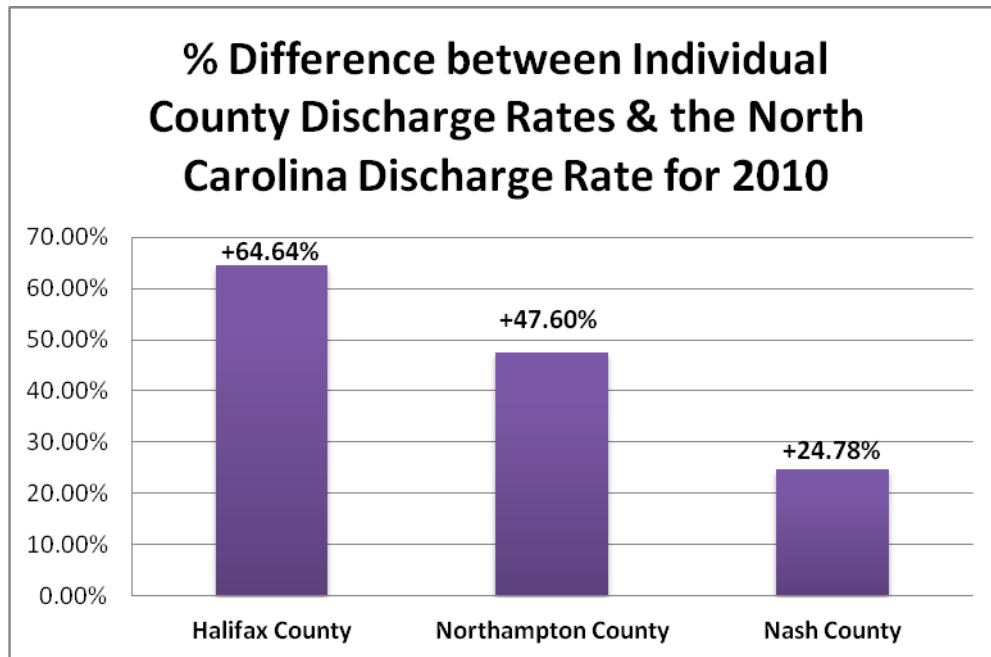 % Difference between Individual
County Discharge Rates & the North
Carolina Discharge Rate for 2010
70.00%
60.00%
50.00%
40.00%
30.00%
20.00%
10.00%
0.00%
+64.64%
+47.60%
+24.78%
Halifax County
Northampton County
Nash County